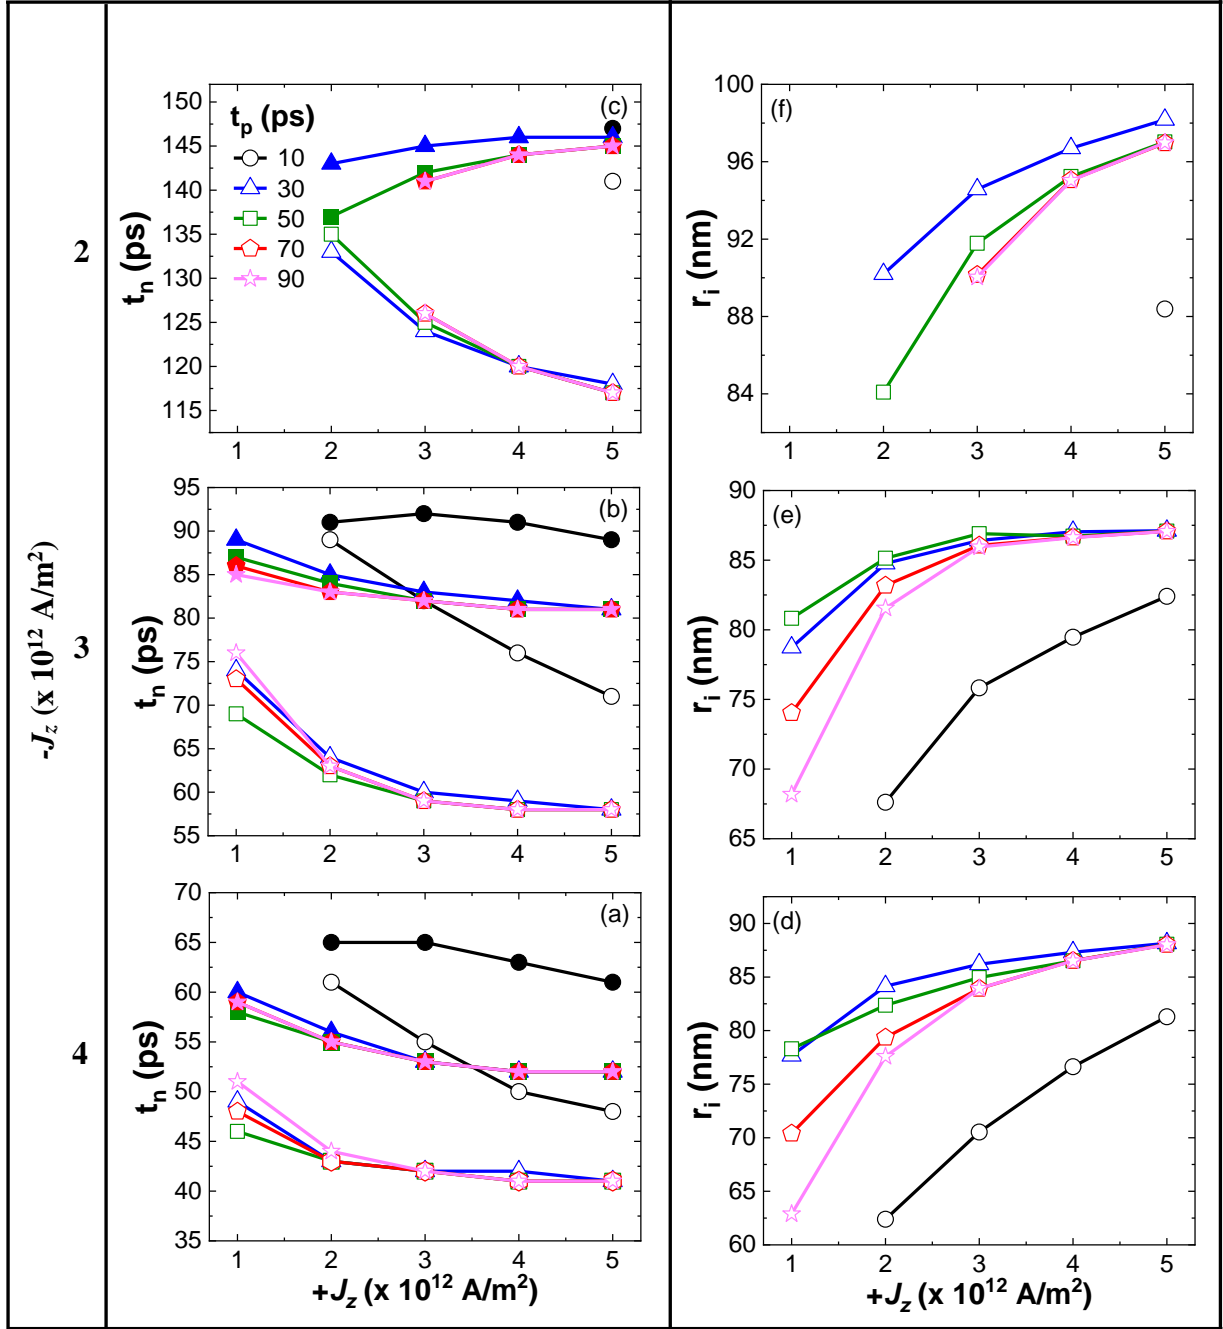 -J_z (x 10^12 A/m^2)
2
3
4
(c)
t_p (ps)
10
30
50
70
90
t_n (ps)
150
145
140
135
130
125
120
115
1 2 3 4 5
(f)
r_i (nm)
100
96
92
88
84
1 2 3 4 5
(b)
t_n (ps)
95
90
85
80
75
70
65
60
55
1 2 3 4 5
(e)
r_i (nm)
90
85
80
75
70
65
1 2 3 4 5
(a)
t_n (ps)
70
65
60
55
50
45
40
35
1 2 3 4 5
+J_z (x 10^12 A/m^2)
(d)
r_i (nm)
90
85
80
75
70
65
60
1 2 3 4 5
+J_z (x 10^12 A/m^2)